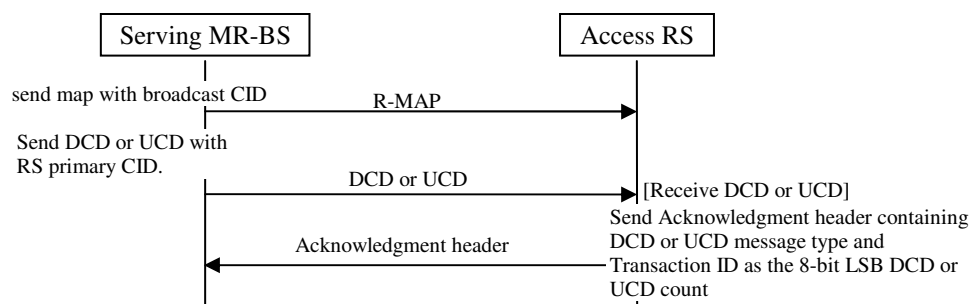 Serving MR-BS
Access RS
send map with broadcast CID
R-MAP
Send DCD or UCD with
RS primary CID.
DCD or UCD
[Receive DCD or UCD]
Send Acknowledgment header containing
DCD or UCD message type and
Transaction ID as the 8-bit LSB DCD or
UCD count
Acknowledgment header